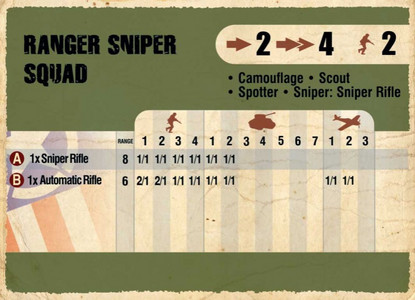 RANGER SNIPER
SQUAD
2 4 2
• Camouflage • Scout
• Spotter • Sniper: Sniper Rifle
RANGE 1 2 3 4 1 2 3 4 5 6 7 1 2 3
A 1x Sniper Rifle 8 1/1 1/1 1/1 1/1 1/1 1/1
B 1x Automatic Rifle 6 2/1 2/1 1/1 1/1 1/1 1/1 1/1 1/1